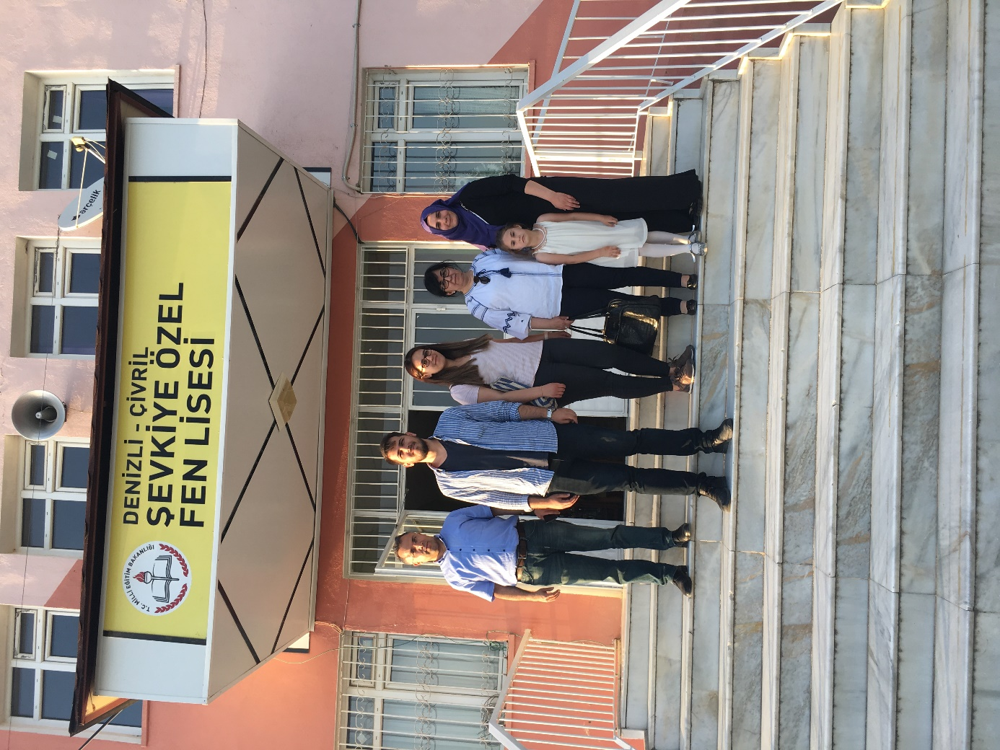 DENİZLİ - ÇİVRİL
ŞEVKİYE ÖZEL
FEN LİSESİ
T.C. MİLLİ EĞİTİM BAKANLIĞI
arçelik